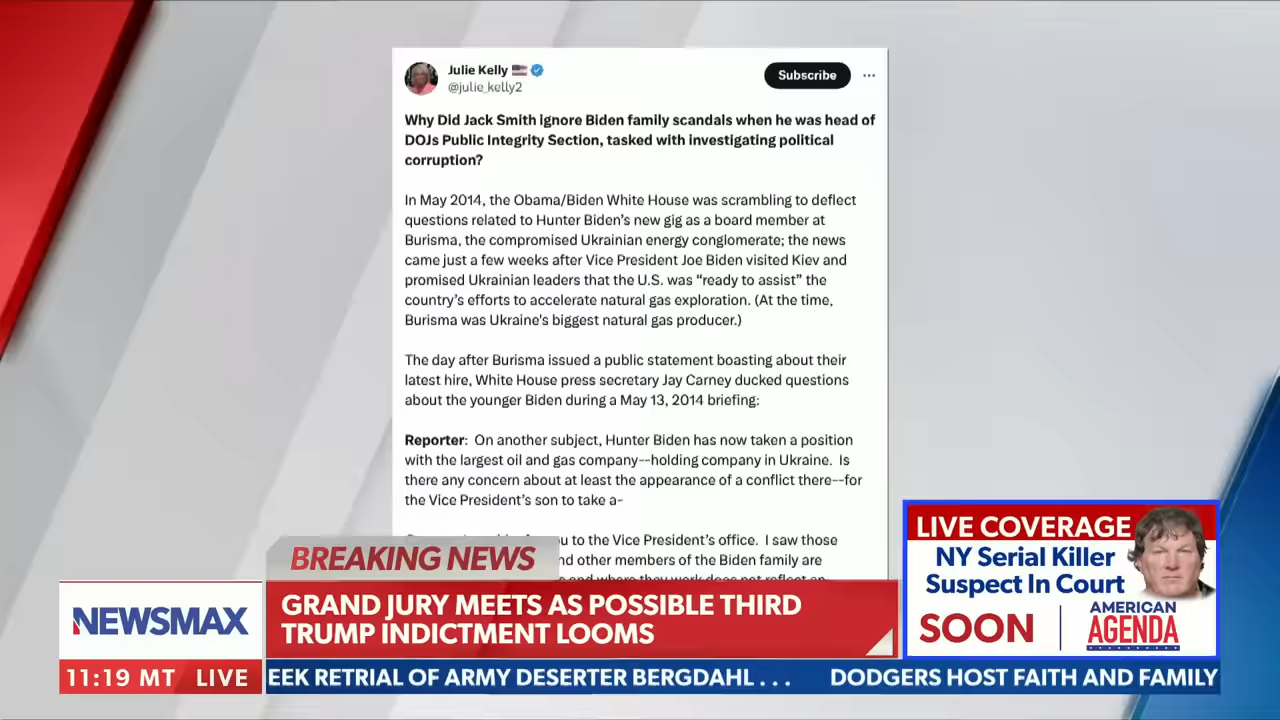 Julie Kelly
@julie_kelly2
Subscribe
Why Did Jack Smith ignore Biden family scandals when he was head of
DOJs Public Integrity Section, tasked with investigating political
corruption?
In May 2014, the Obama/Biden White House was scrambling to deflect
questions related to Hunter Biden's new gig as a board member at
Burisma, the compromised Ukrainian energy conglomerate; the news
came just a few weeks after Vice President Joe Biden visited Kiev and
promised Ukrainian leaders that the U.S. was “ready to assist” the
country's efforts to accelerate natural gas exploration. (At the time,
Burisma was Ukraine's biggest natural gas producer.)
The day after Burisma issued a public statement boasting about their
latest hire, White House press secretary Jay Carney ducked questions
about the younger Biden during a May 13, 2014 briefing:
Reporter: On another subject, Hunter Biden has now taken a position
with the largest oil and gas company--holding company in Ukraine. Is
there any concern about at least the appearance of a conflict there--for
the Vice President's son to take a-
you to the Vice President's office. I saw those
nd other members of the Biden family are
and where they work does not reflect an
BREAKING NEWS
GRAND JURY MEETS AS POSSIBLE THIRD
TRUMP INDICTMENT LOOMS
NEWSMAX
11:19 MT LIVE
EEK RETRIAL OF ARMY DESERTER BERGDAHL . . . DODGERS HOST FAITH AND FAMILY
LIVE COVERAGE
NY Serial Killer
Suspect In Court
SOON
AMERICAN
AGENDA